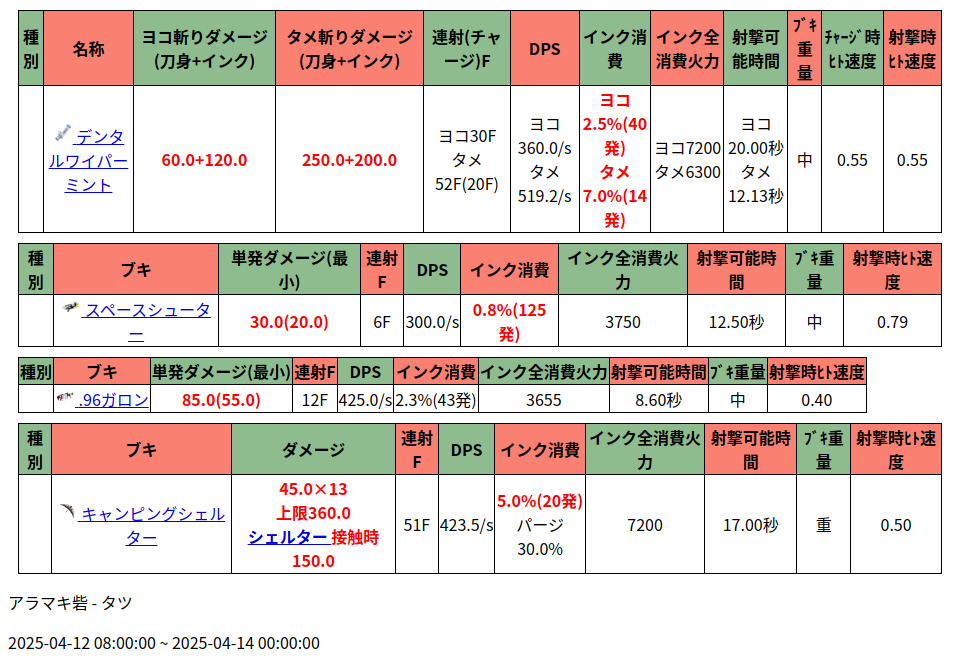 種別 名称 ヨコ斬りダメージ(刀身+インク) タメ斬りダメージ(刀身+インク) 連射(チャージ)F DPS インク消費 インク全消費火力 射撃可能時間 ﾌﾞｷ重量 ﾁｬｰｼﾞ時ﾋﾄ速度 射撃時ﾋﾄ速度
デンタルワイパーミント 60.0+120.0 250.0+200.0 ヨコ30F タメ52F(20F) ヨコ360.0/s タメ519.2/s ヨコ2.5%(40発) タメ7.0%(14発) ヨコ7200 タメ6300 ヨコ20.00秒 タメ12.13秒 中 0.55 0.55
種別 ブキ 単発ダメージ(最小) 連射F DPS インク消費 インク全消費火力 射撃可能時間 ﾌﾞｷ重量 射撃時ﾋﾄ速度
スペースシューター 30.0(20.0) 6F 300.0/s 0.8%(125発) 3750 12.50秒 中 0.79
種別 ブキ 単発ダメージ(最小) 連射F DPS インク消費 インク全消費火力 射撃可能時間 ﾌﾞｷ重量 射撃時ﾋﾄ速度
.96ガロン 85.0(55.0) 12F 425.0/s 2.3%(43発) 3655 8.60秒 中 0.40
種別 ブキ ダメージ 連射F DPS インク消費 インク全消費火力 射撃可能時間 ﾌﾞｷ重量 射撃時ﾋﾄ速度
キャンピングシェルター 45.0×13 上限360.0 シェルター接触時150.0 51F 423.5/s 5.0%(20発) パージ30.0% 7200 17.00秒 重 0.50
アラマキ砦 - タツ
2025-04-12 08:00:00 ~ 2025-04-14 00:00:00